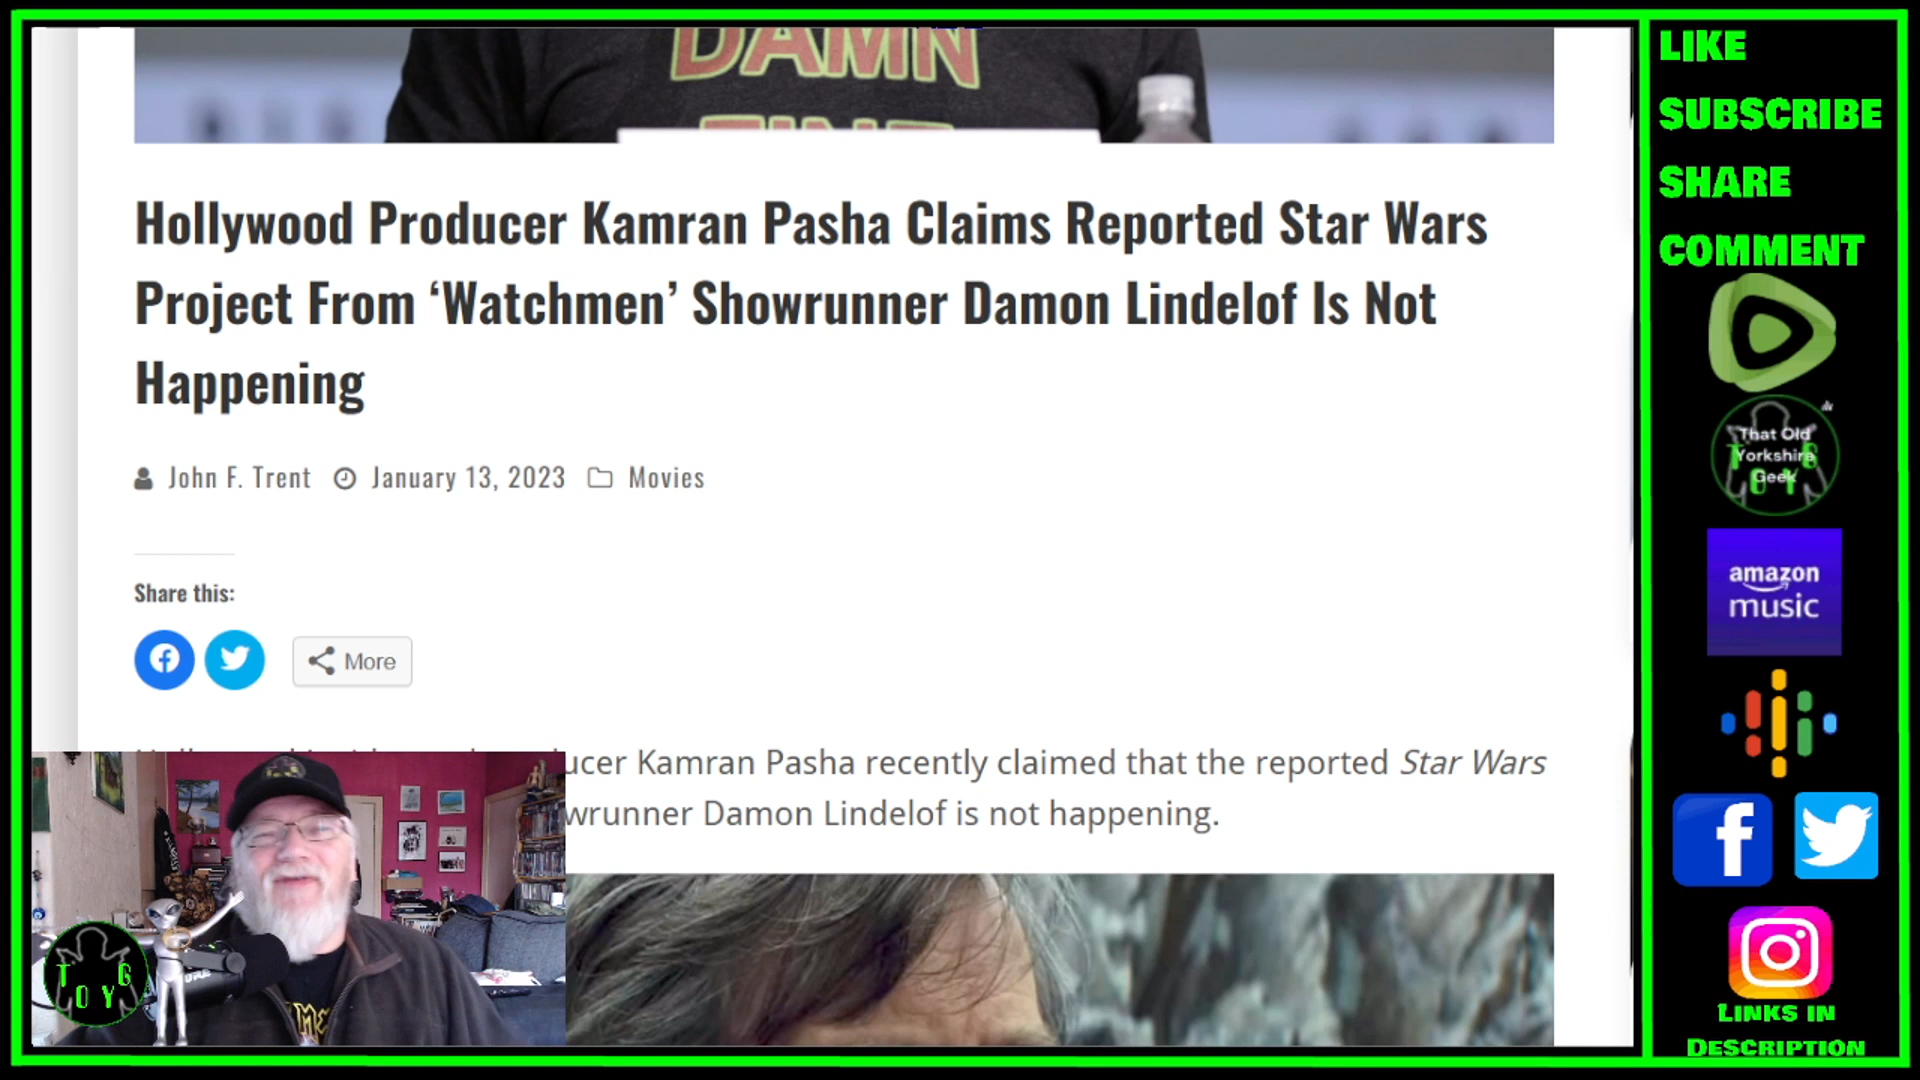 DAMN
Hollywood Producer Kamran Pasha Claims Reported Star Wars
Project From ‘Watchmen’ Showrunner Damon Lindelof Is Not
Happening
John F. Trent January 13, 2023 Movies
Share this:
More
ucer Kamran Pasha recently claimed that the reported Star Wars
wrunner Damon Lindelof is not happening.
T G
O Y
LIKE
SUBSCRIBE
SHARE
COMMENT
That Old
Yorkshire
Geek
amazon
music
LINKS IN
DESCRIPTION